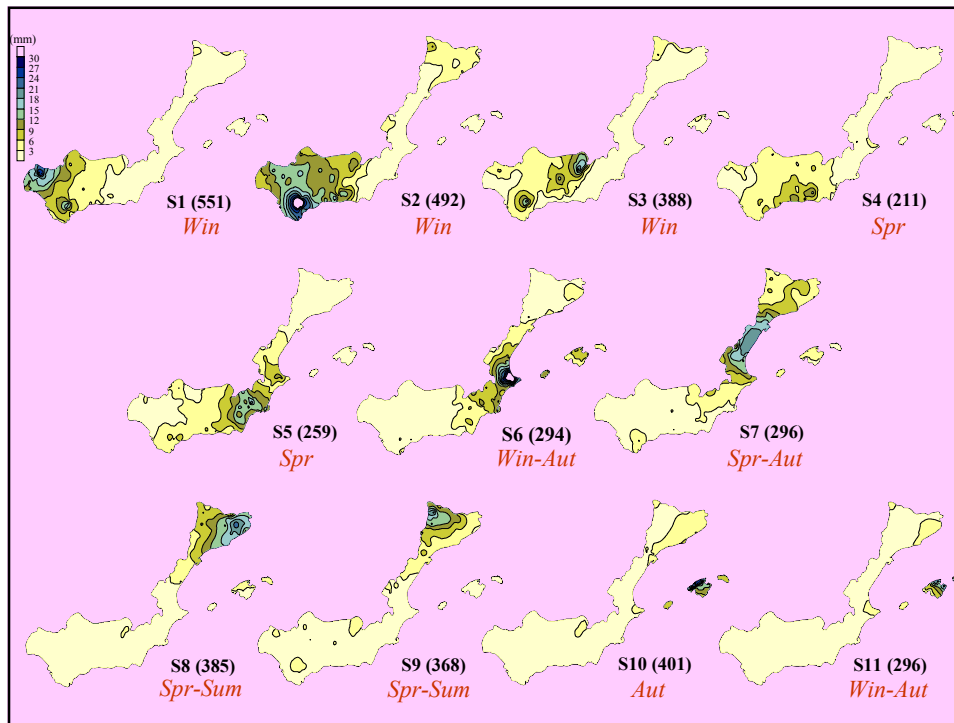 (mm)
30
27
24
21
18
15
12
9
6
3
S1 (551)
Win
S2 (492)
Win
S3 (388)
Win
S4 (211)
Spr
S5 (259)
Spr
S6 (294)
Win-Aut
S7 (296)
Spr-Aut
S8 (385)
Spr-Sum
S9 (368)
Spr-Sum
S10 (401)
Aut
S11 (296)
Win-Aut